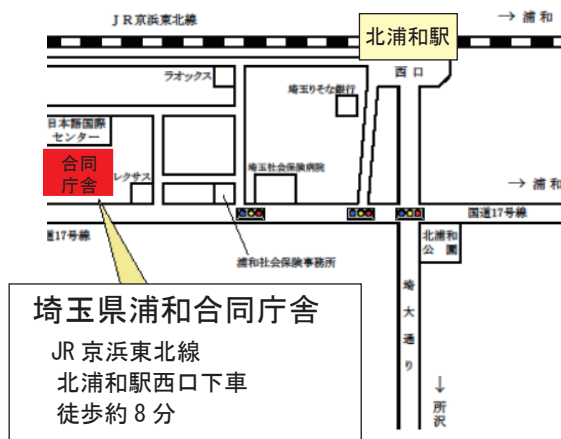 JR京浜東北線
→ 浦和
北浦和駅
西口
ラオックス
埼玉りそな銀行
日本語国際
センター
合同
庁舎
レクサス
埼玉社会保険病院
→ 浦和
国道17号線
道17号線
浦和社会保険事務所
北浦和
公園
埼大通り
↓
所沢
埼玉県浦和合同庁舎
JR京浜東北線
北浦和駅西口下車
徒歩約8分